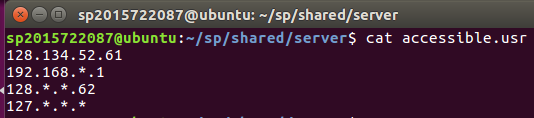 sp2015722087@ubuntu: ~/sp/shared/server
sp2015722087@ubuntu:~/sp/shared/server$ cat accessible.usr
128.134.52.61
192.168.*.1
128.*.*.62
127.*.*.*